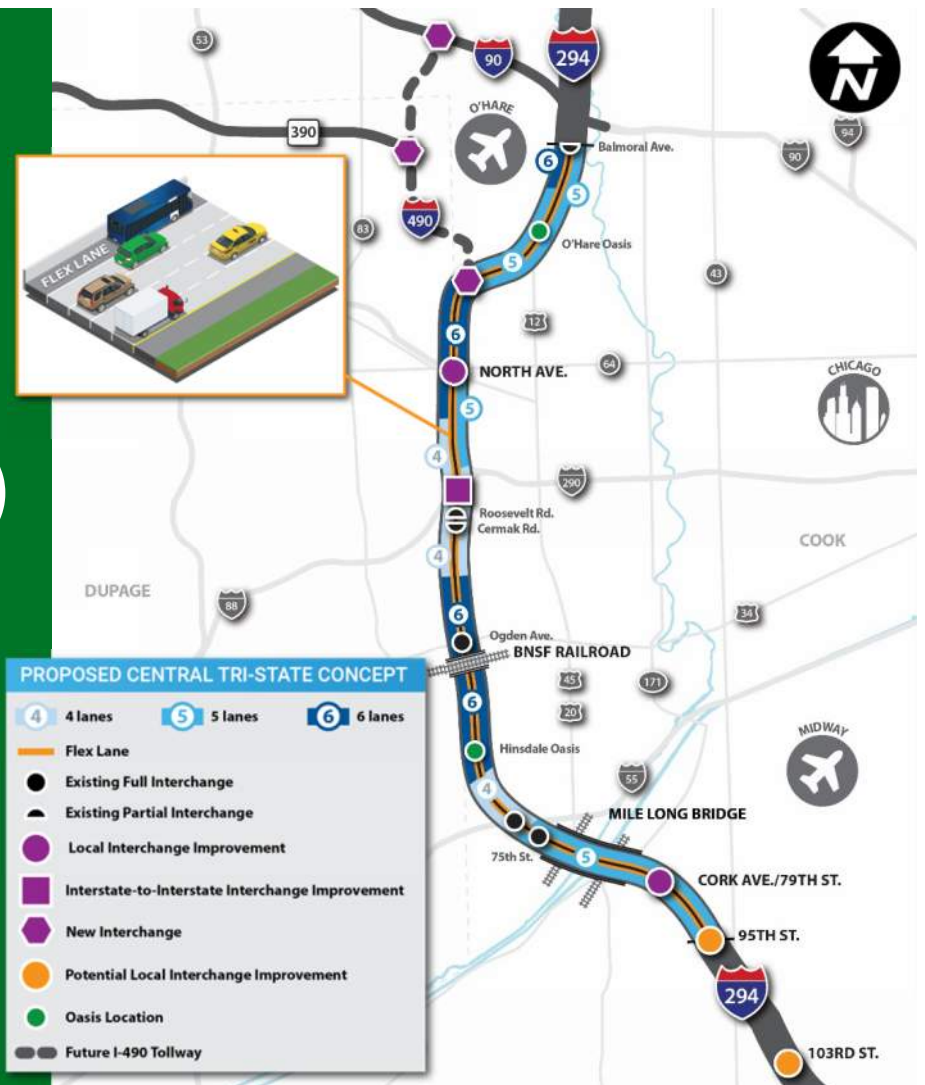 53
90
294
N
O'HARE
390
94
90
Balmoral Ave.
6
5
490
83
O'Hare Oasis
5
43
FLEX LANE
12
6
NORTH AVE.
64
CHICAGO
5
4
290
Roosevelt Rd.
Cermak Rd.
COOK
4
DUPAGE
88
34
6
Ogden Ave.
BNSF RAILROAD
45
171
20
6
MIDWAY
Hinsdale Oasis
55
4
MILE LONG BRIDGE
75th St.
5
CORK AVE./79TH ST.
95TH ST.
294
103RD ST.
PROPOSED CENTRAL TRI-STATE CONCEPT
4 4 lanes 5 5 lanes 6 6 lanes
Flex Lane
Existing Full Interchange
Existing Partial Interchange
Local Interchange Improvement
Interstate-to-Interstate Interchange Improvement
New Interchange
Potential Local Interchange Improvement
Oasis Location
Future I-490 Tollway